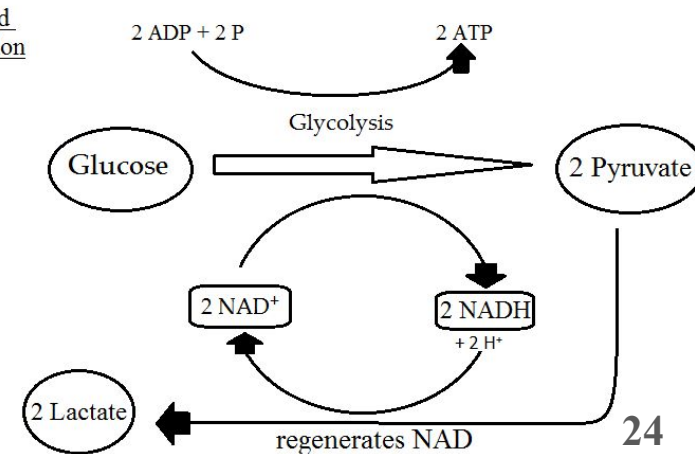 d
ion
2 ADP + 2 P 2 ATP
Glycolysis
Glucose 2 Pyruvate
2 NAD⁺ 2 NADH
+ 2 H⁺
2 Lactate
regenerates NAD 24